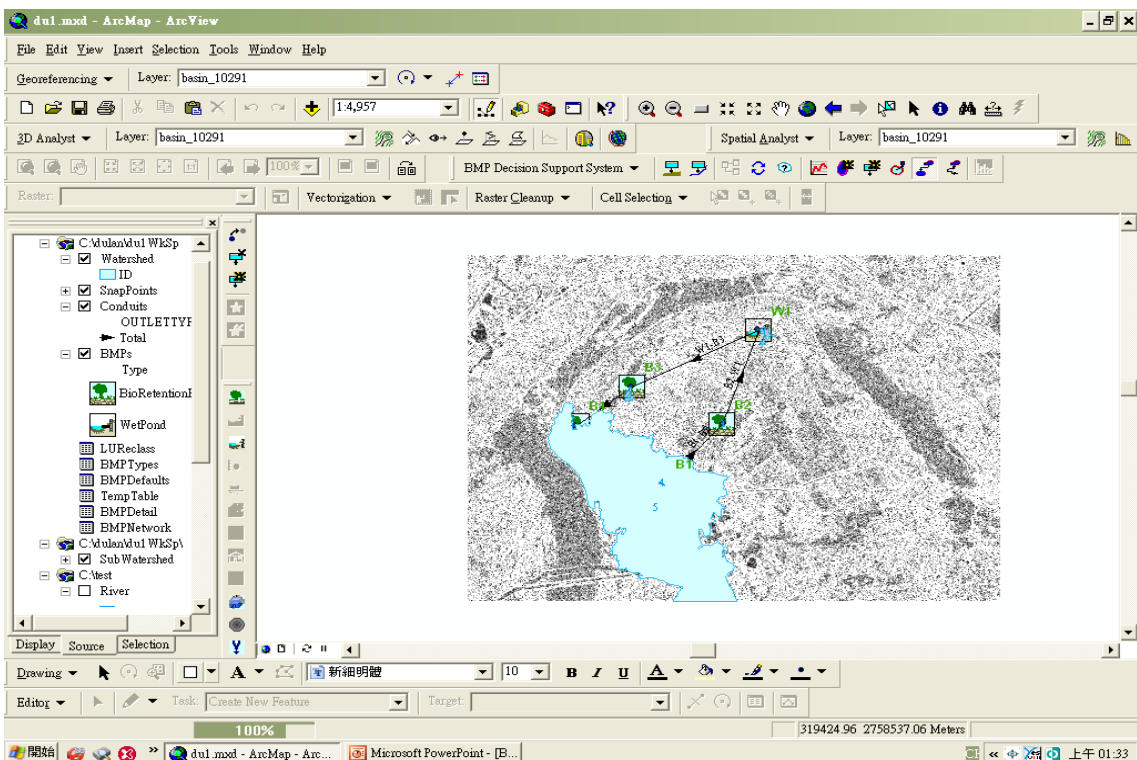 du1.mxd - ArcMap - ArcView
File Edit View Insert Selection Tools Window Help
Georeferencing Layer: basin_10291
1:4,957
3D Analyst Layer: basin_10291 Spatial Analyst Layer: basin_10291
100% BMP Decision Support System
Raster: Vectorization Raster Cleanup Cell Selection
C:\dulan\du1 WkSp
Watershed
ID
SnapPoints
Conduits
OUTLETTYP
Total
BMPs
Type
BioRetention
WetPond
LUReclass
BMPTypes
BMPDefaults
TempTable
BMPDetail
BMPNetwork
C:\dulan\du1 WkSp\
SubWatershed
C:\test
River
W1
W1-B3
B3
B2
B1
4
5
Display Source Selection
Drawing A 新細明體 10 B I U A
Editor Task: Create New Feature Target:
100% 319424.96 2758537.06 Meters
開始 du1.mxd - ArcMap - Arc... Microsoft PowerPoint - [B... 上午 01:33